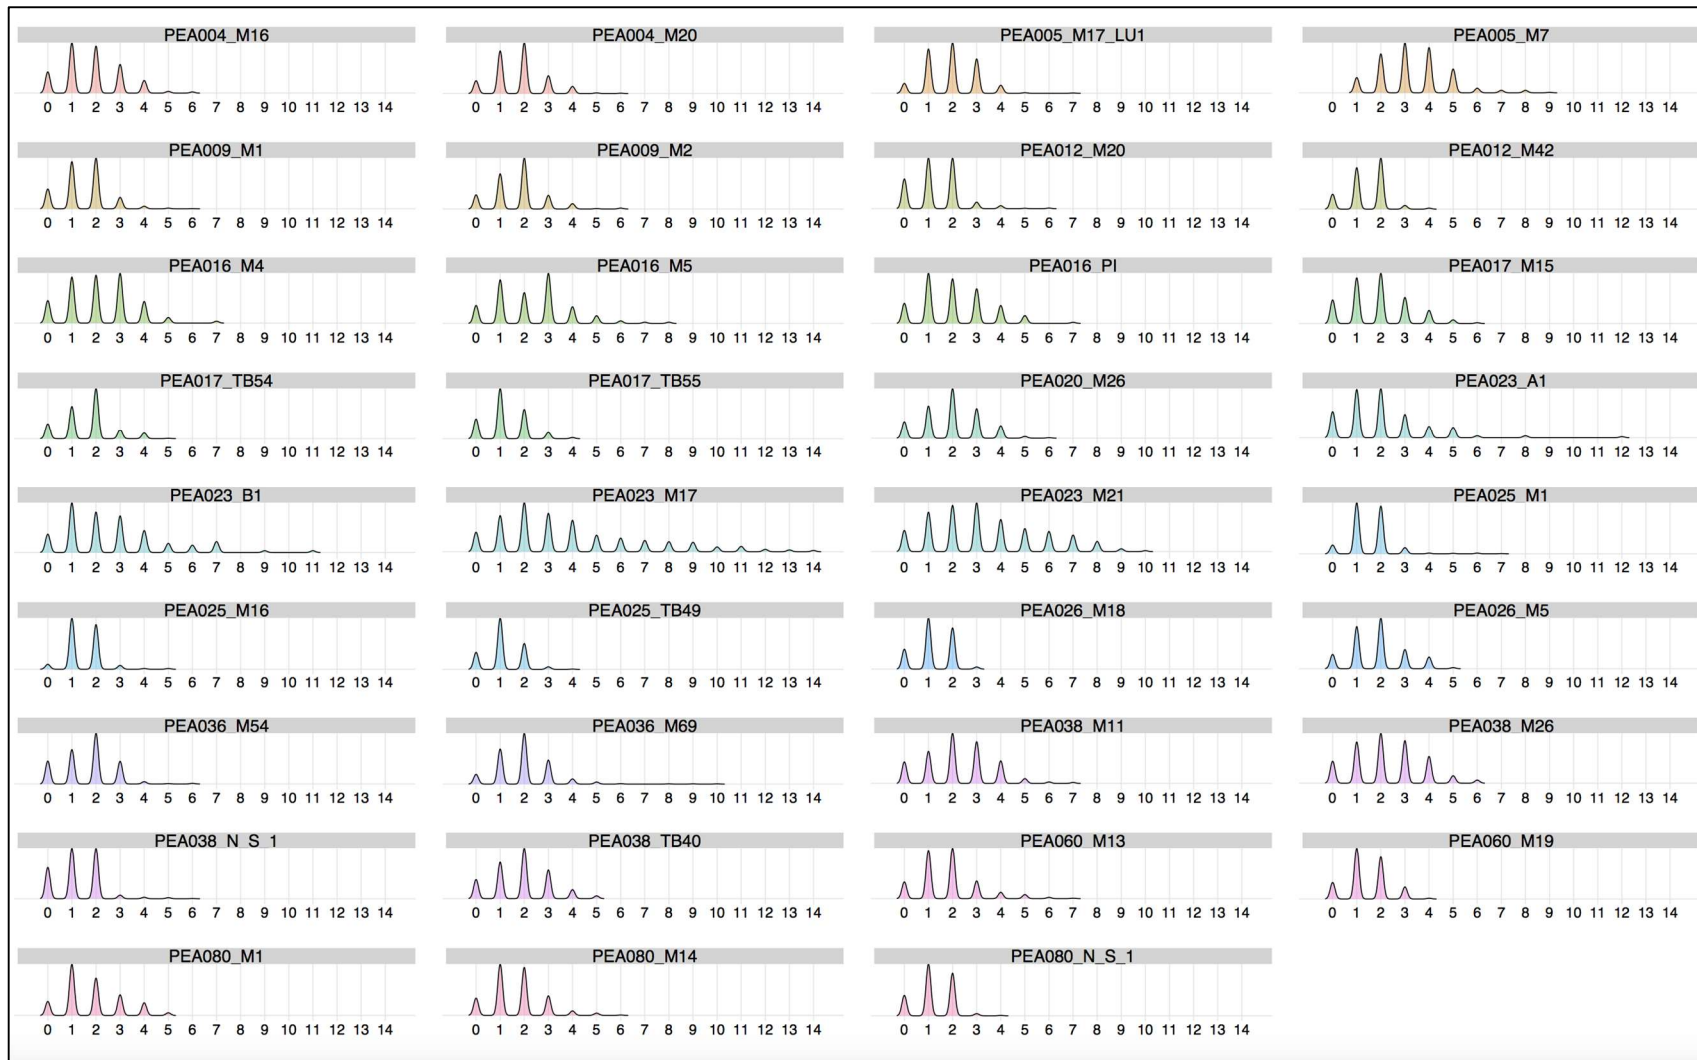 PEA004_M16 PEA004_M20 PEA005_M17_LU1 PEA005_M7
0 1 2 3 4 5 6 7 8 9 10 11 12 13 14 0 1 2 3 4 5 6 7 8 9 10 11 12 13 14 0 1 2 3 4 5 6 7 8 9 10 11 12 13 14 0 1 2 3 4 5 6 7 8 9 10 11 12 13 14
PEA009_M1 PEA009_M2 PEA012_M20 PEA012_M42
0 1 2 3 4 5 6 7 8 9 10 11 12 13 14 0 1 2 3 4 5 6 7 8 9 10 11 12 13 14 0 1 2 3 4 5 6 7 8 9 10 11 12 13 14 0 1 2 3 4 5 6 7 8 9 10 11 12 13 14
PEA016_M4 PEA016_M5 PEA016_PI PEA017_M15
0 1 2 3 4 5 6 7 8 9 10 11 12 13 14 0 1 2 3 4 5 6 7 8 9 10 11 12 13 14 0 1 2 3 4 5 6 7 8 9 10 11 12 13 14 0 1 2 3 4 5 6 7 8 9 10 11 12 13 14
PEA017_TB54 PEA017_TB55 PEA020_M26 PEA023_A1
0 1 2 3 4 5 6 7 8 9 10 11 12 13 14 0 1 2 3 4 5 6 7 8 9 10 11 12 13 14 0 1 2 3 4 5 6 7 8 9 10 11 12 13 14 0 1 2 3 4 5 6 7 8 9 10 11 12 13 14
PEA023_B1 PEA023_M17 PEA023_M21 PEA025_M1
0 1 2 3 4 5 6 7 8 9 10 11 12 13 14 0 1 2 3 4 5 6 7 8 9 10 11 12 13 14 0 1 2 3 4 5 6 7 8 9 10 11 12 13 14 0 1 2 3 4 5 6 7 8 9 10 11 12 13 14
PEA025_M16 PEA025_TB49 PEA026_M18 PEA026_M5
0 1 2 3 4 5 6 7 8 9 10 11 12 13 14 0 1 2 3 4 5 6 7 8 9 10 11 12 13 14 0 1 2 3 4 5 6 7 8 9 10 11 12 13 14 0 1 2 3 4 5 6 7 8 9 10 11 12 13 14
PEA036_M54 PEA036_M69 PEA038_M11 PEA038_M26
0 1 2 3 4 5 6 7 8 9 10 11 12 13 14 0 1 2 3 4 5 6 7 8 9 10 11 12 13 14 0 1 2 3 4 5 6 7 8 9 10 11 12 13 14 0 1 2 3 4 5 6 7 8 9 10 11 12 13 14
PEA038_N_S_1 PEA038_TB40 PEA060_M13 PEA060_M19
0 1 2 3 4 5 6 7 8 9 10 11 12 13 14 0 1 2 3 4 5 6 7 8 9 10 11 12 13 14 0 1 2 3 4 5 6 7 8 9 10 11 12 13 14 0 1 2 3 4 5 6 7 8 9 10 11 12 13 14
PEA080_M1 PEA080_M14 PEA080_N_S_1
0 1 2 3 4 5 6 7 8 9 10 11 12 13 14 0 1 2 3 4 5 6 7 8 9 10 11 12 13 14 0 1 2 3 4 5 6 7 8 9 10 11 12 13 14